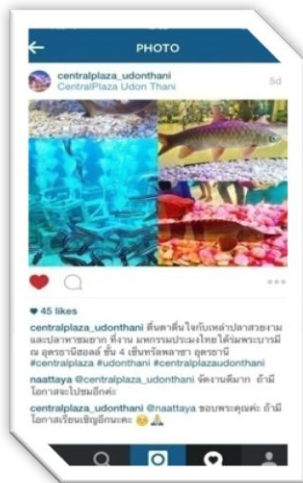 PHOTO
centralplaza_udonthani
CentralPlaza Udon Thani
5d
45 likes
centralplaza_udonthani ตื่นตาตื่นใจกับเหล่าปลาสวยงาม
และปลาหาชมยาก ที่งาน มหกรรมประมงไทยใต้ร่มพระบารมี
ณ อุดรธานีฮอลล์ ชั้น 4 เซ็นทรัลพลาซา อุดรธานี
#centralplaza #udonthani #centralplazaudonthani
naattaya @centralplaza_udonthani จัดงานดีมาก ถ้ามี
โอกาสจะไปชมอีกค่ะ
centralplaza_udonthani @naattaya ขอบพระคุณค่ะ ถ้ามี
โอกาสเรียนเชิญอีกนะคะ 😊🙏